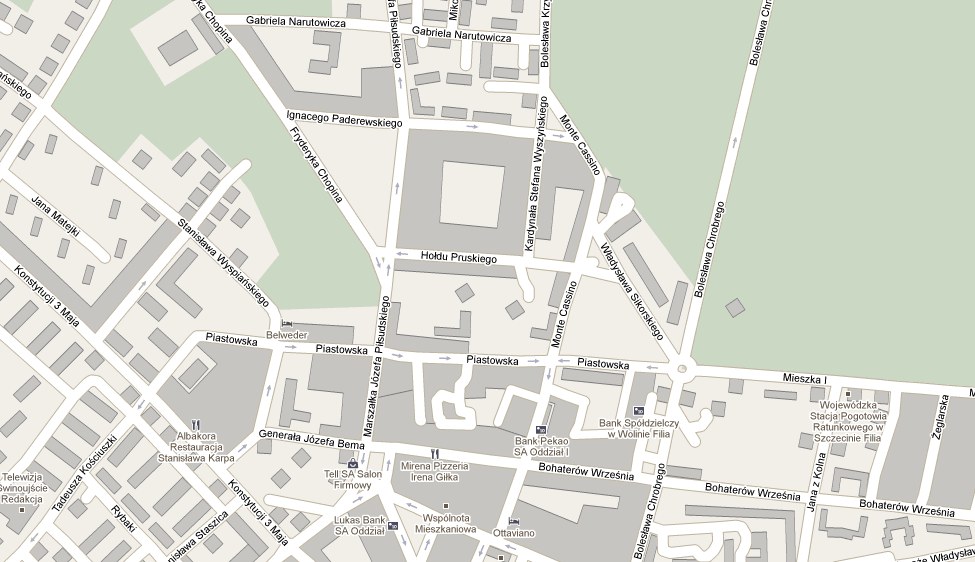 Gabriela Narutowicza
Gabriela Narutowicza
Fryderyka Chopina
Marszałka Józefa Piłsudskiego
Bolesława Chrobrego
Ignacego Paderewskiego
Monte Cassino
Fryderyka Chopina
Kardynała Stefana Wyszyńskiego
Jana Matejki
Stanisława Wyspiańskiego
Hołdu Pruskiego
Bolesława Chrobrego
Władysława Sikorskiego
Konstytucji 3 Maja
Monte Cassino
Belweder
Piastowska
Piastowska
Piastowska
Piastowska
Mieszka I
Wojewódzka
Stacja Pogotowia
Ratunkowego w
Szczecinie Filia
Żeglarska
Albakora
Restauracja
Stanisława Karpa
Generała Józefa Bema
Bank Spółdzielczy
w Wolinie Filia
Bank Pekao
SA Oddział I
Mirena Pizzeria
Irena Giłka
Tell SA Salon
Firmowy
Tadeusza Kościuszki
Telewizja
Świnoujście
Redakcja
Rybaki
Konstytucji 3 Maja
Bohaterów Września
Bohaterów Września
Bohaterów Września
Jana z Kolna
Bolesława Chrobrego
Lukas Bank
SA Oddział
Wspólnota
Mieszkaniowa
Ottaviano